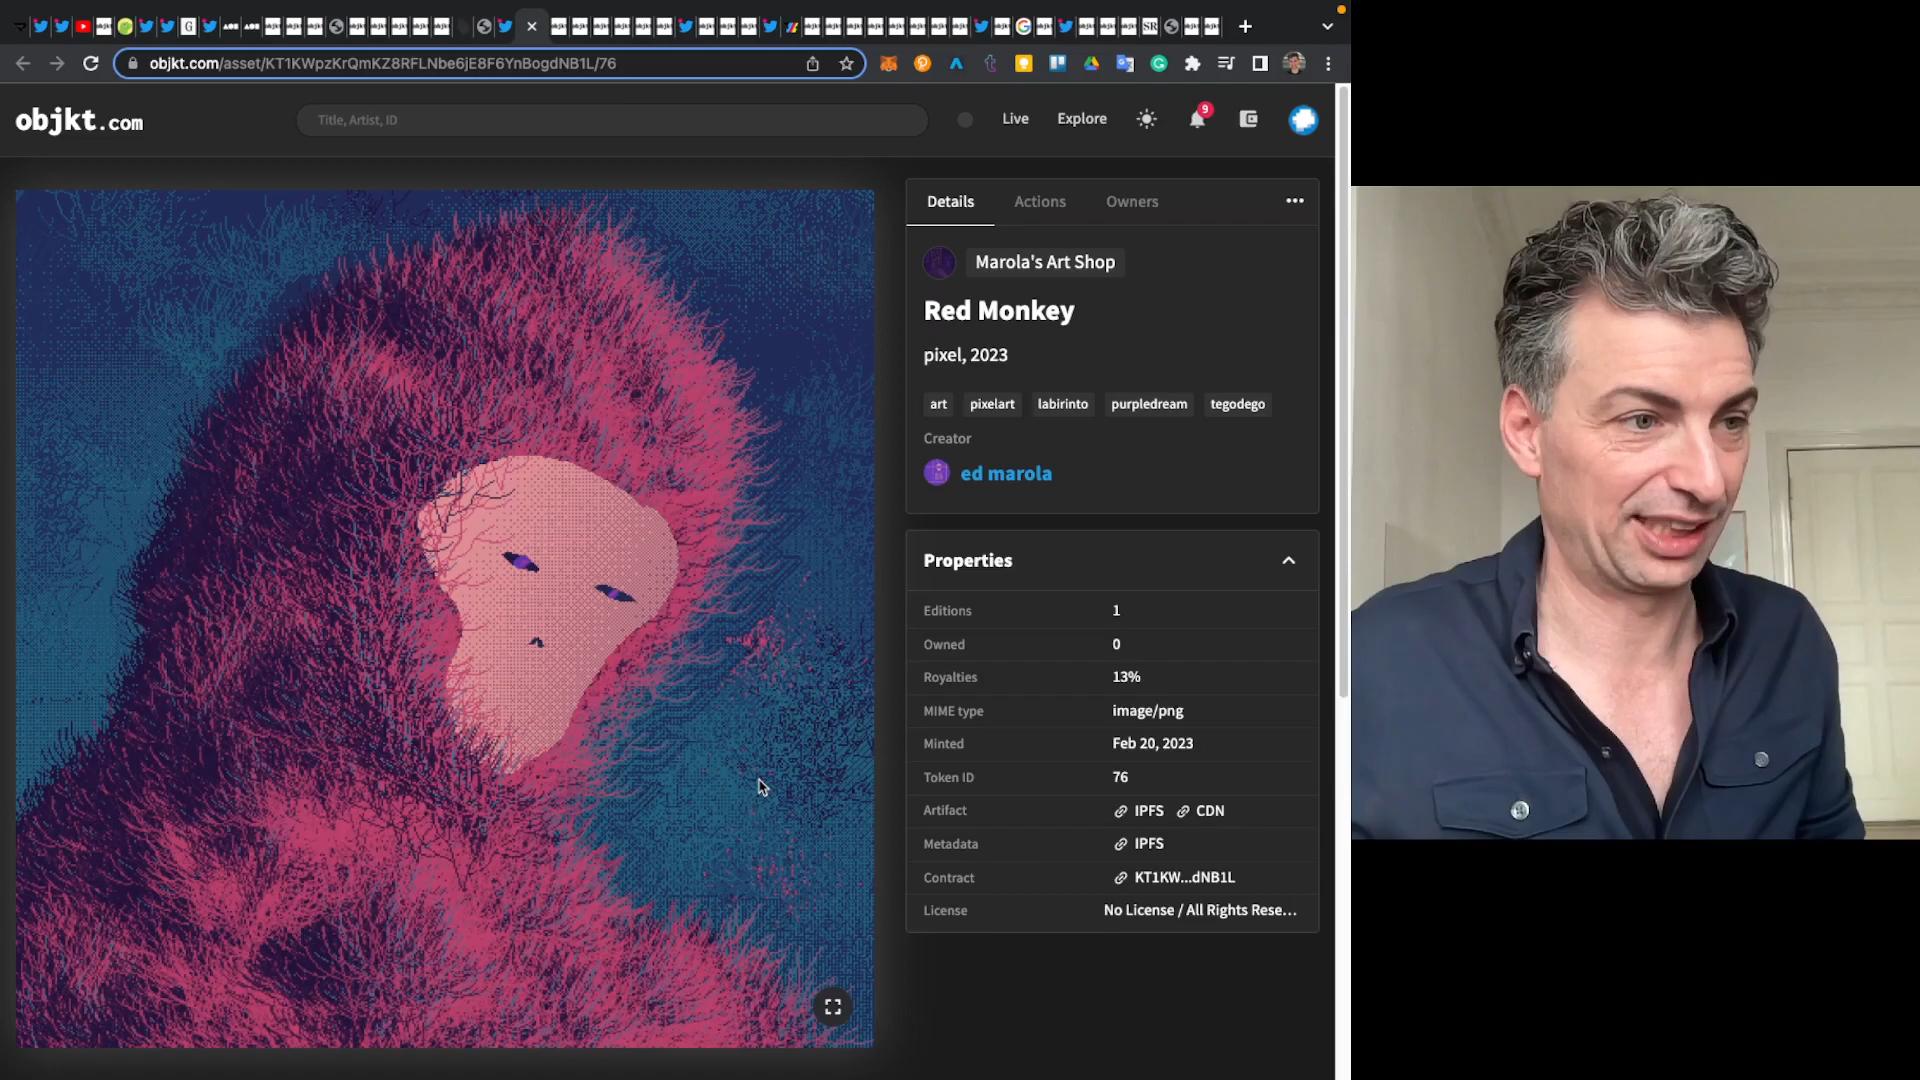 objkt.com/asset/KT1KWpzKrQmKZ8RFLNbe6jE8F6YnBogdNB1L/76
objkt.com
Title, Artist, ID
Live
Explore
9
Details
Actions
Owners
Marola's Art Shop
Red Monkey
pixel, 2023
art
pixelart
labirinto
purpledream
tegodego
Creator
ed marola
Properties
Editions 1
Owned 0
Royalties 13%
MIME type image/png
Minted Feb 20, 2023
Token ID 76
Artifact IPFS CDN
Metadata IPFS
Contract KT1KW...dNB1L
License No License / All Rights Rese...